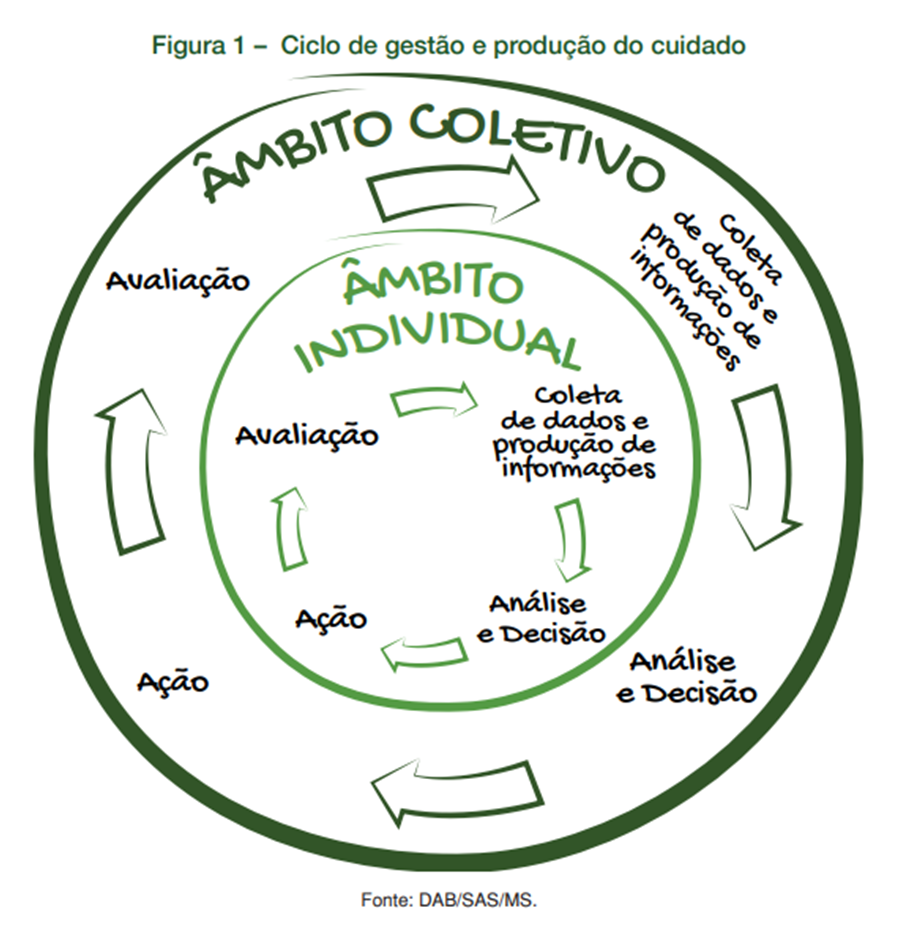 Figura 1 – Ciclo de gestão e produção do cuidado
ÂMBITO COLETIVO
Coleta
de dados e
produção de
informações
Análise
e Decisão
Ação
Avaliação
ÂMBITO
INDIVIDUAL
Coleta
de dados e
produção de
informações
Análise
e Decisão
Ação
Avaliação
Fonte: DAB/SAS/MS.